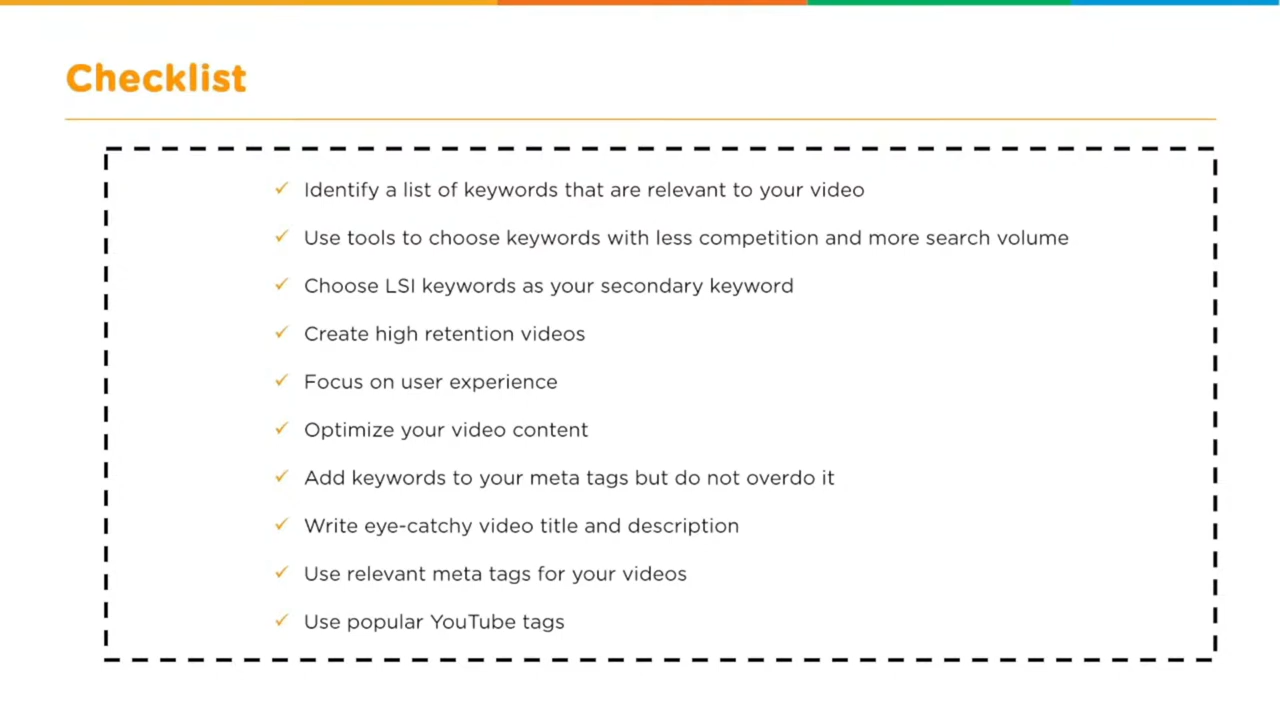 Checklist
Identify a list of keywords that are relevant to your video
Use tools to choose keywords with less competition and more search volume
Choose LSI keywords as your secondary keyword
Create high retention videos
Focus on user experience
Optimize your video content
Add keywords to your meta tags but do not overdo it
Write eye-catchy video title and description
Use relevant meta tags for your videos
Use popular YouTube tags